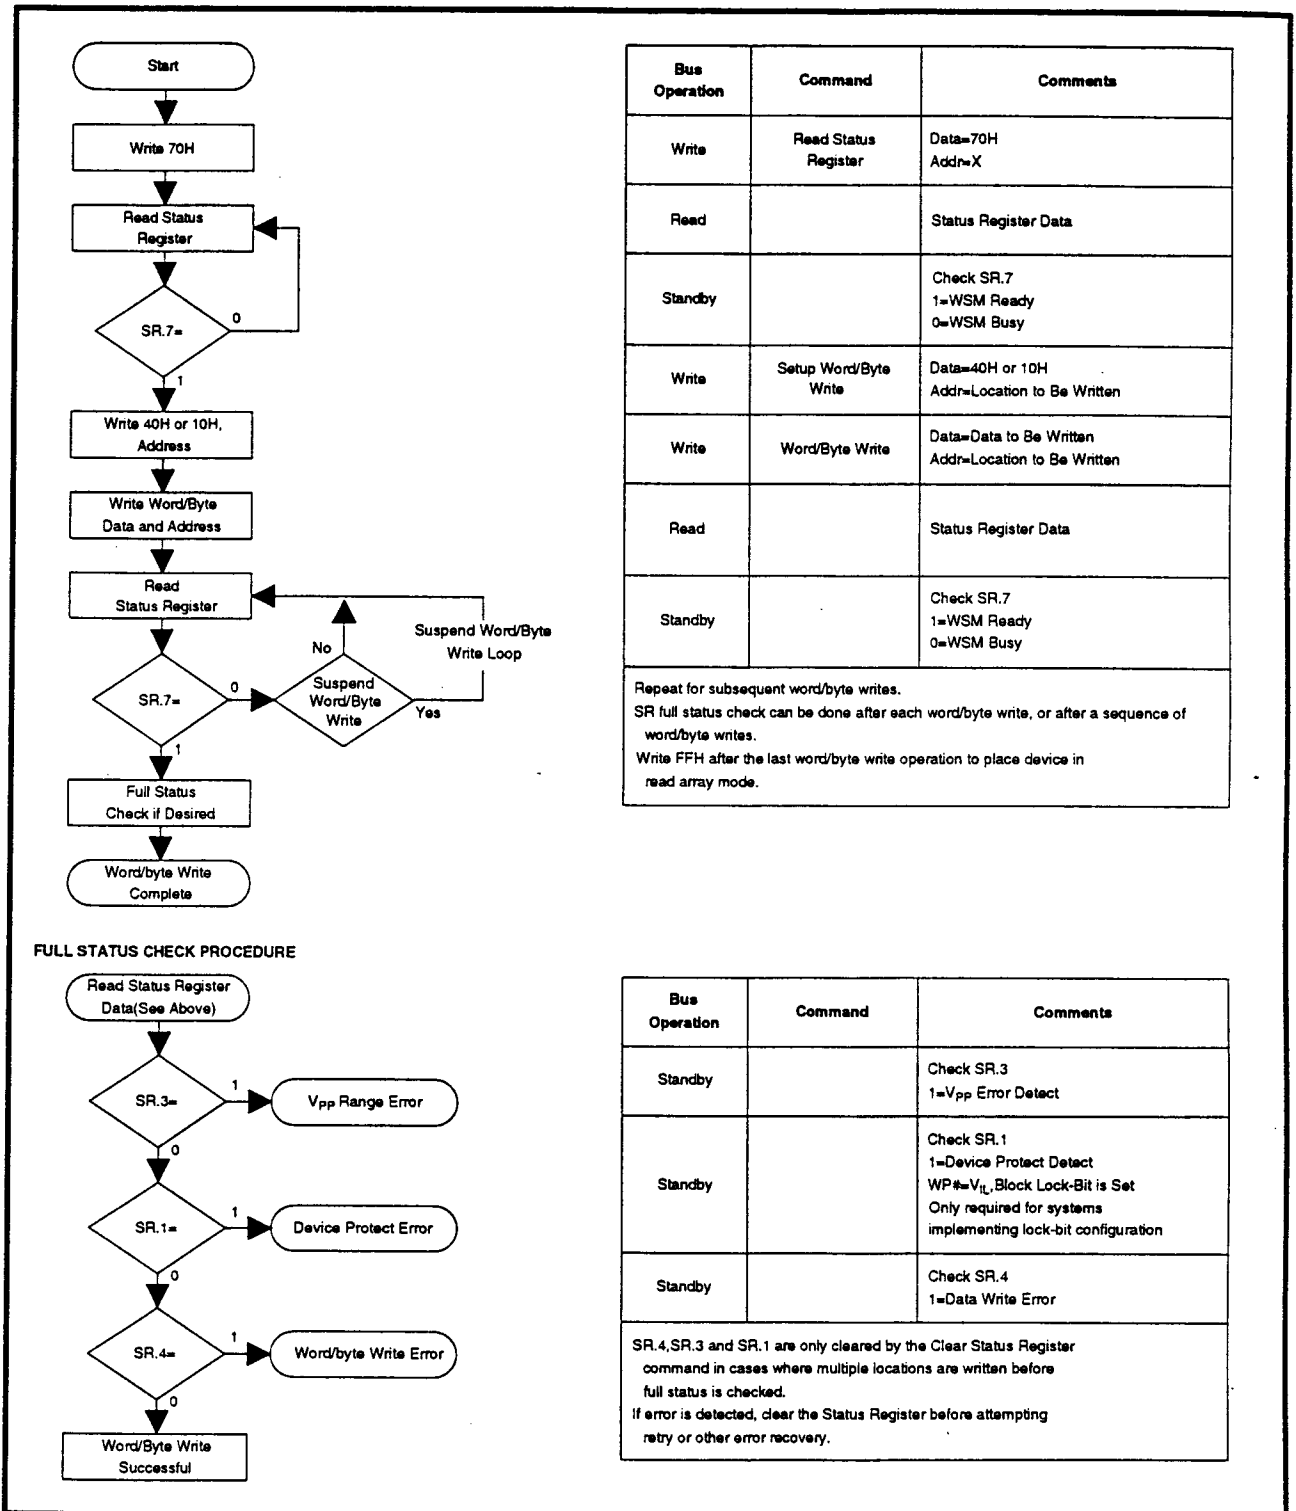 Start
Write 70H
Read Status
Register
SR.7=
0
1
Write 40H or 10H,
Address
Write Word/Byte
Data and Address
Read
Status Register
SR.7=
0
1
No
Suspend
Word/Byte
Write
Yes
Suspend Word/Byte
Write Loop
Full Status
Check if Desired
Word/byte Write
Complete
Bus
Operation
Command
Comments
Write
Read Status
Register
Data=70H
Addr=X
Read
Status Register Data
Standby
Check SR.7
1=WSM Ready
0=WSM Busy
Write
Setup Word/Byte
Write
Data=40H or 10H
Addr=Location to Be Written
Write
Word/Byte Write
Data=Data to Be Written
Addr=Location to Be Written
Read
Status Register Data
Standby
Check SR.7
1=WSM Ready
0=WSM Busy
Repeat for subsequent word/byte writes.
SR full status check can be done after each word/byte write, or after a sequence of
word/byte writes.
Write FFH after the last word/byte write operation to place device in
read array mode.
FULL STATUS CHECK PROCEDURE
Read Status Register
Data(See Above)
SR.3=
1
VPP Range Error
0
SR.1=
1
Device Protect Error
0
SR.4=
1
Word/byte Write Error
0
Word/Byte Write
Successful
Bus
Operation
Command
Comments
Standby
Check SR.3
1=VPP Error Detect
Standby
Check SR.1
1=Device Protect Detect
WP#=VIL,Block Lock-Bit is Set
Only required for systems
implementing lock-bit configuration
Standby
Check SR.4
1=Data Write Error
SR.4,SR.3 and SR.1 are only cleared by the Clear Status Register
command in cases where multiple locations are written before
full status is checked.
If error is detected, clear the Status Register before attempting
retry or other error recovery.